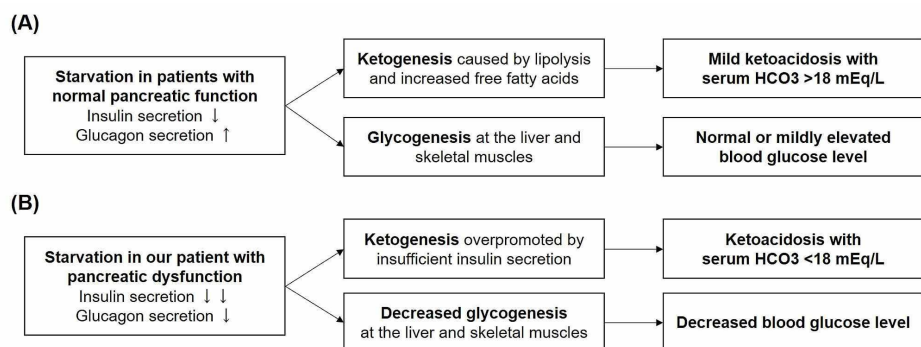 (A)
Starvation in patients with
normal pancreatic function
Insulin secretion ↓
Glucagon secretion ↑
Ketogenesis caused by lipolysis
and increased free fatty acids
Mild ketoacidosis with
serum HCO3 >18 mEq/L
Glycogenesis at the liver and
skeletal muscles
Normal or mildly elevated
blood glucose level
(B)
Starvation in our patient with
pancreatic dysfunction
Insulin secretion ↓ ↓
Glucagon secretion ↓
Ketogenesis overpromoted by
insufficient insulin secretion
Ketoacidosis with
serum HCO3 <18 mEq/L
Decreased glycogenesis
at the liver and skeletal muscles
Decreased blood glucose level